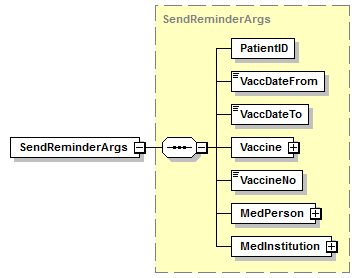 SendReminderArgs
PatientID
VaccDateFrom
VaccDateTo
SendReminderArgs
Vaccine
VaccineNo
MedPerson
MedInstitution